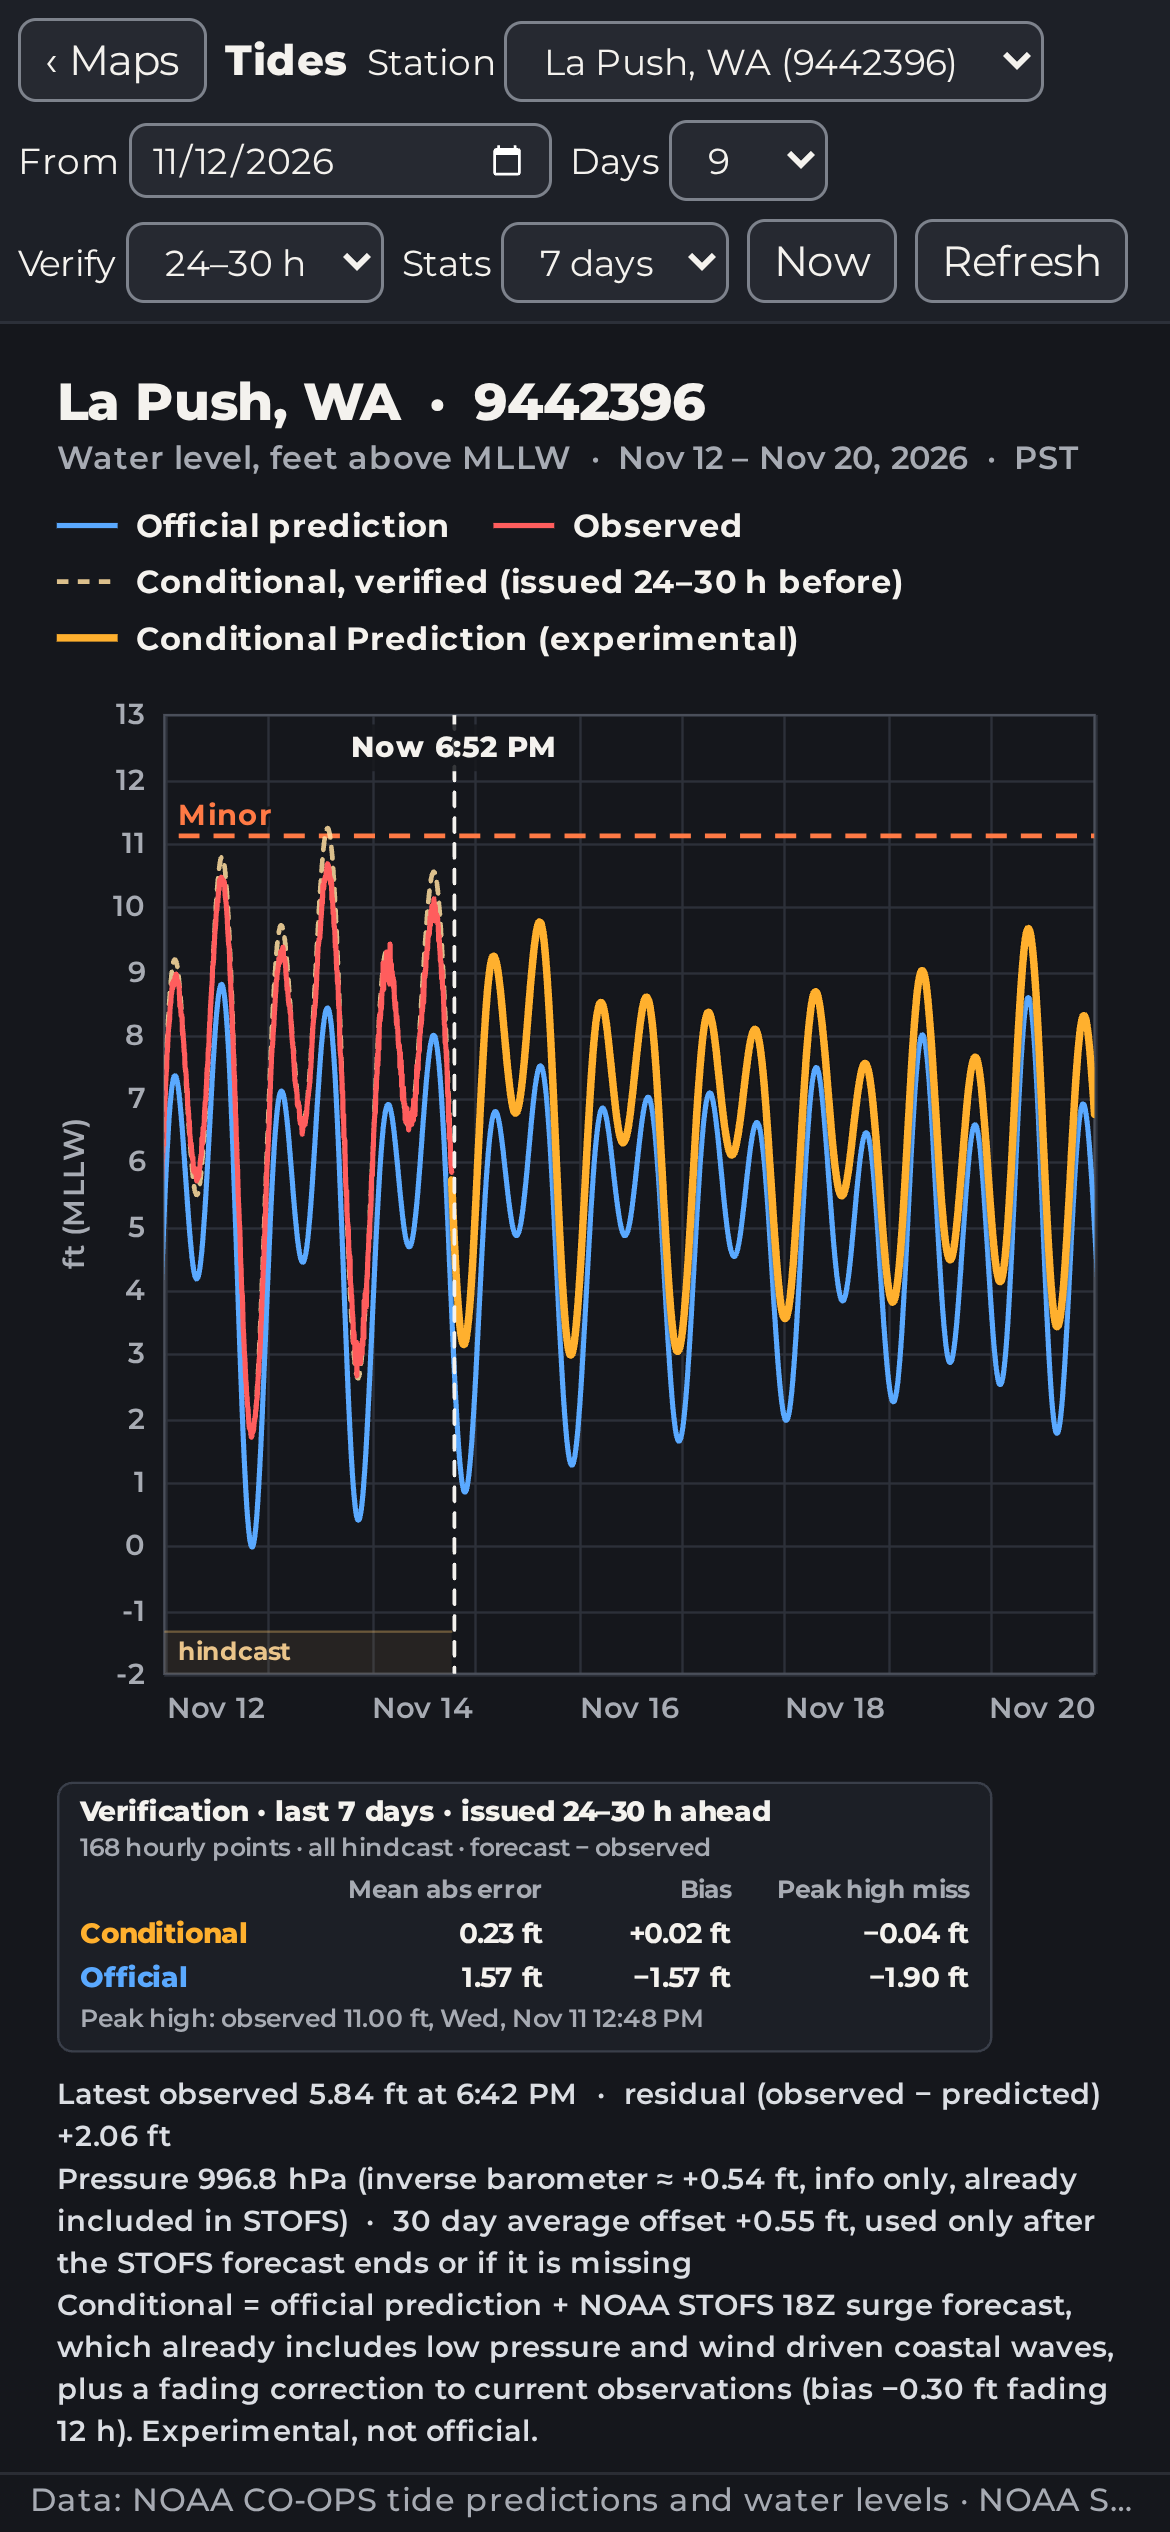 ‹ Maps Tides Station La Push, WA (9442396)
From 11/12/2026 Days 9
Verify 24–30 h Stats 7 days Now Refresh
La Push, WA · 9442396
Water level, feet above MLLW · Nov 12 – Nov 20, 2026 · PST
Official prediction Observed
Conditional, verified (issued 24–30 h before)
Conditional Prediction (experimental)
13
Now 6:52 PM
12
Minor
11
10
9
8
7
6
5
4
3
2
1
0
-1
-2
ft (MLLW)
hindcast
Nov 12 Nov 14 Nov 16 Nov 18 Nov 20
Verification · last 7 days · issued 24–30 h ahead
168 hourly points · all hindcast · forecast − observed
Mean abs error Bias Peak high miss
Conditional 0.23 ft +0.02 ft −0.04 ft
Official 1.57 ft −1.57 ft −1.90 ft
Peak high: observed 11.00 ft, Wed, Nov 11 12:48 PM
Latest observed 5.84 ft at 6:42 PM · residual (observed − predicted)
+2.06 ft
Pressure 996.8 hPa (inverse barometer ≈ +0.54 ft, info only, already
included in STOFS) · 30 day average offset +0.55 ft, used only after
the STOFS forecast ends or if it is missing
Conditional = official prediction + NOAA STOFS 18Z surge forecast,
which already includes low pressure and wind driven coastal waves,
plus a fading correction to current observations (bias −0.30 ft fading
12 h). Experimental, not official.
Data: NOAA CO-OPS tide predictions and water levels · NOAA S...